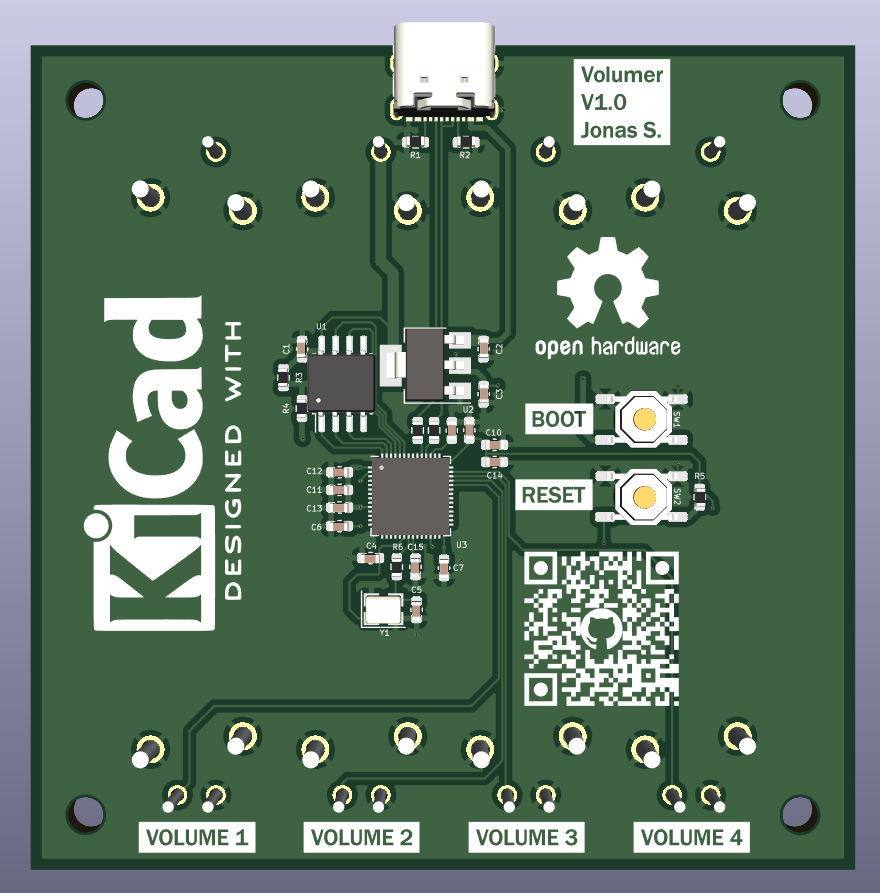 Volumer
V1.0
Jonas S.
R1
R2
open hardware
U1
C1
R3
R4
C2
C3
U2
KiCad
DESIGNED WITH
BOOT
SW1
C10
C14
RESET
SW2
R5
C12
C11
C13
C6
U3
C4
R6
C15
C7
C5
Y1
VOLUME 1
VOLUME 2
VOLUME 3
VOLUME 4